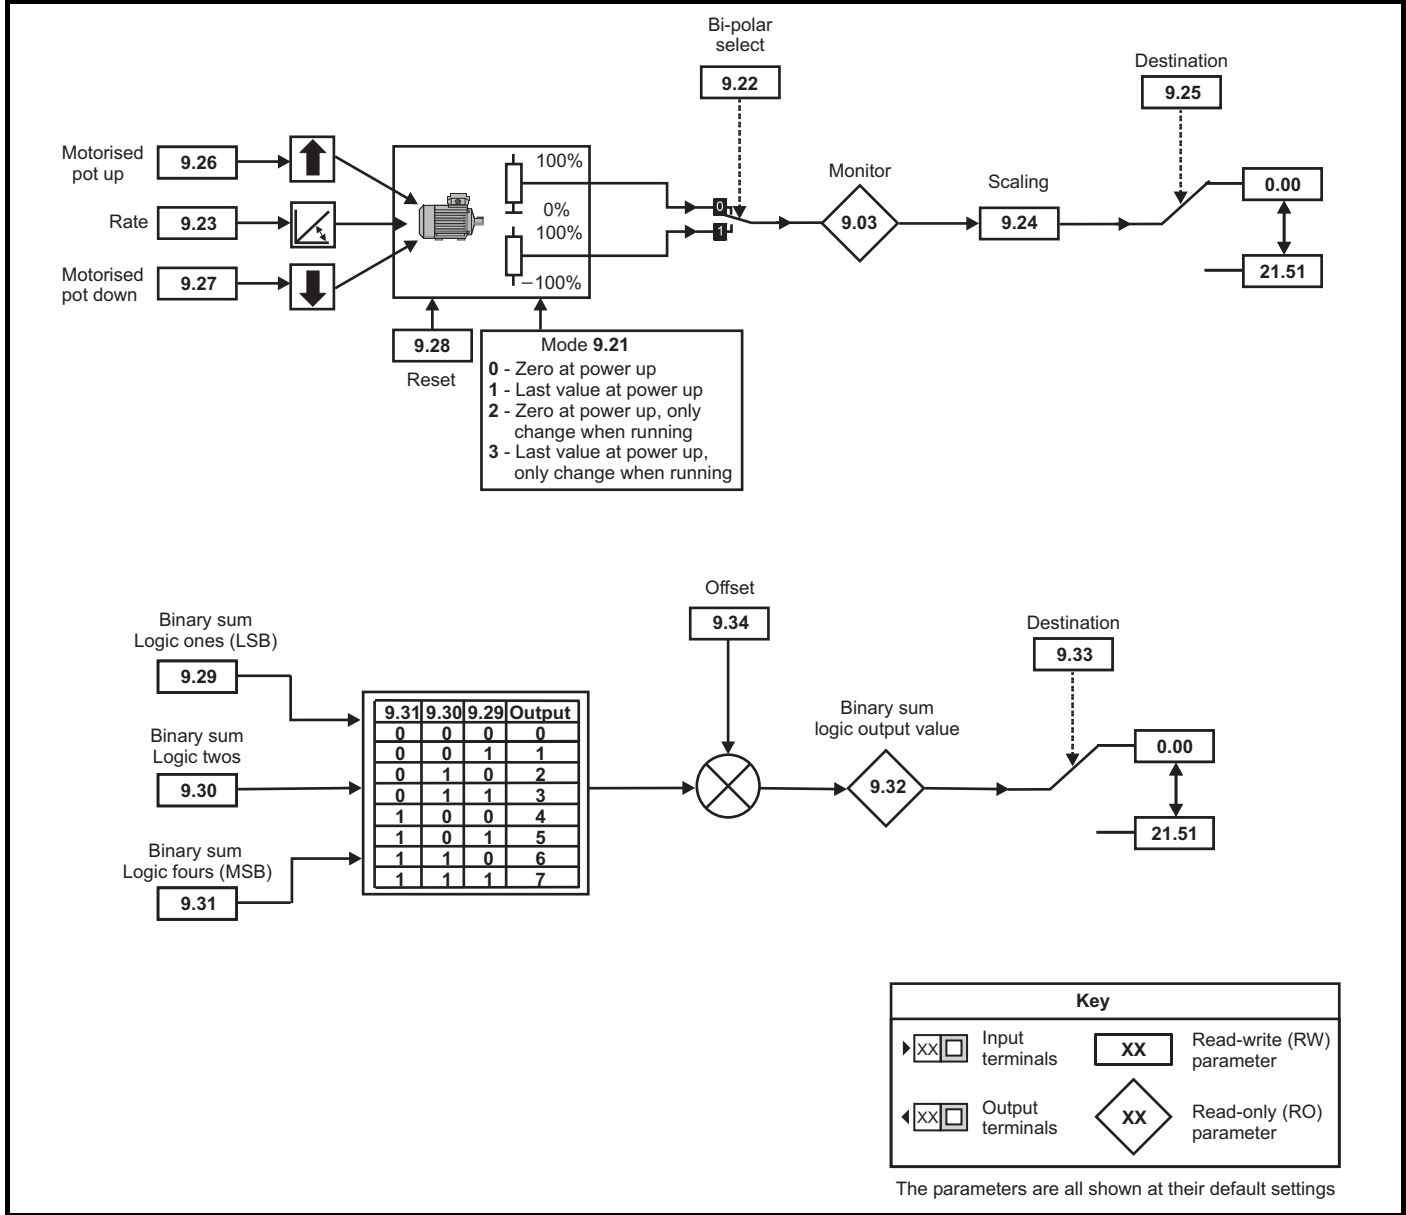 Bi-polar
select
9.22
Destination
9.25
Motorised
pot up
9.26
Rate
9.23
Motorised
pot down
9.27
100%
0%
100%
–100%
0
1
Monitor
9.03
Scaling
9.24
0.00
21.51
9.28
Reset
Mode 9.21
0 - Zero at power up
1 - Last value at power up
2 - Zero at power up, only
change when running
3 - Last value at power up,
only change when running
Offset
9.34
Binary sum
Logic ones (LSB)
9.29
Binary sum
Logic twos
9.30
Binary sum
Logic fours (MSB)
9.31
9.31 9.30 9.29 Output
0 0 0 0
0 0 1 1
0 1 0 2
0 1 1 3
1 0 0 4
1 0 1 5
1 1 0 6
1 1 1 7
Binary sum
logic output value
9.32
Destination
9.33
0.00
21.51
Key
XX
Input
terminals
XX
Read-write (RW)
parameter
XX
Output
terminals
XX
Read-only (RO)
parameter
The parameters are all shown at their default settings